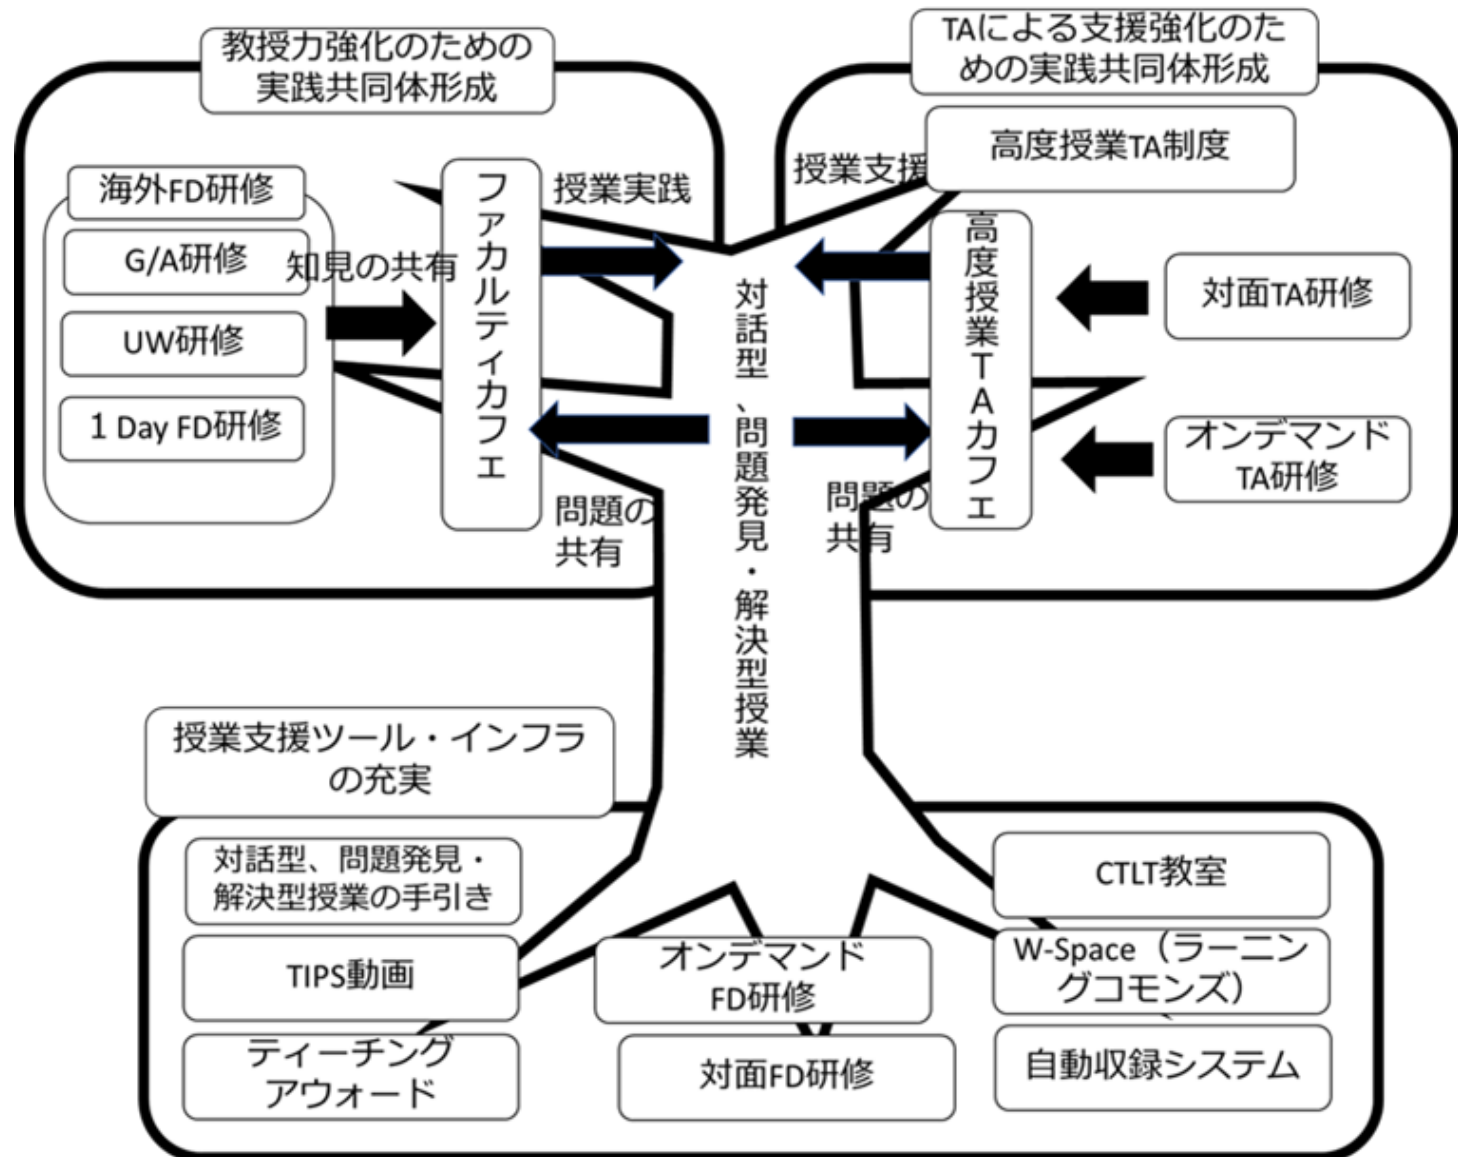 教授力強化のための
実践共同体形成
海外FD研修
G/A研修
UW研修
1 Day FD研修
知見の共有
ファカルティカフェ
授業実践
問題の
共有
TAによる支援強化のた
めの実践共同体形成
高度授業TA制度
授業支援
高度授業TAカフェ
対面TA研修
オンデマンド
TA研修
問題の
共有
対話型、問題発見・解決型授業
授業支援ツール・インフラ
の充実
対話型、問題発見・
解決型授業の手引き
TIPS動画
ティーチング
アウォード
オンデマンド
FD研修
対面FD研修
CTLT教室
W-Space（ラーニン
グコモンズ）
自動収録システム